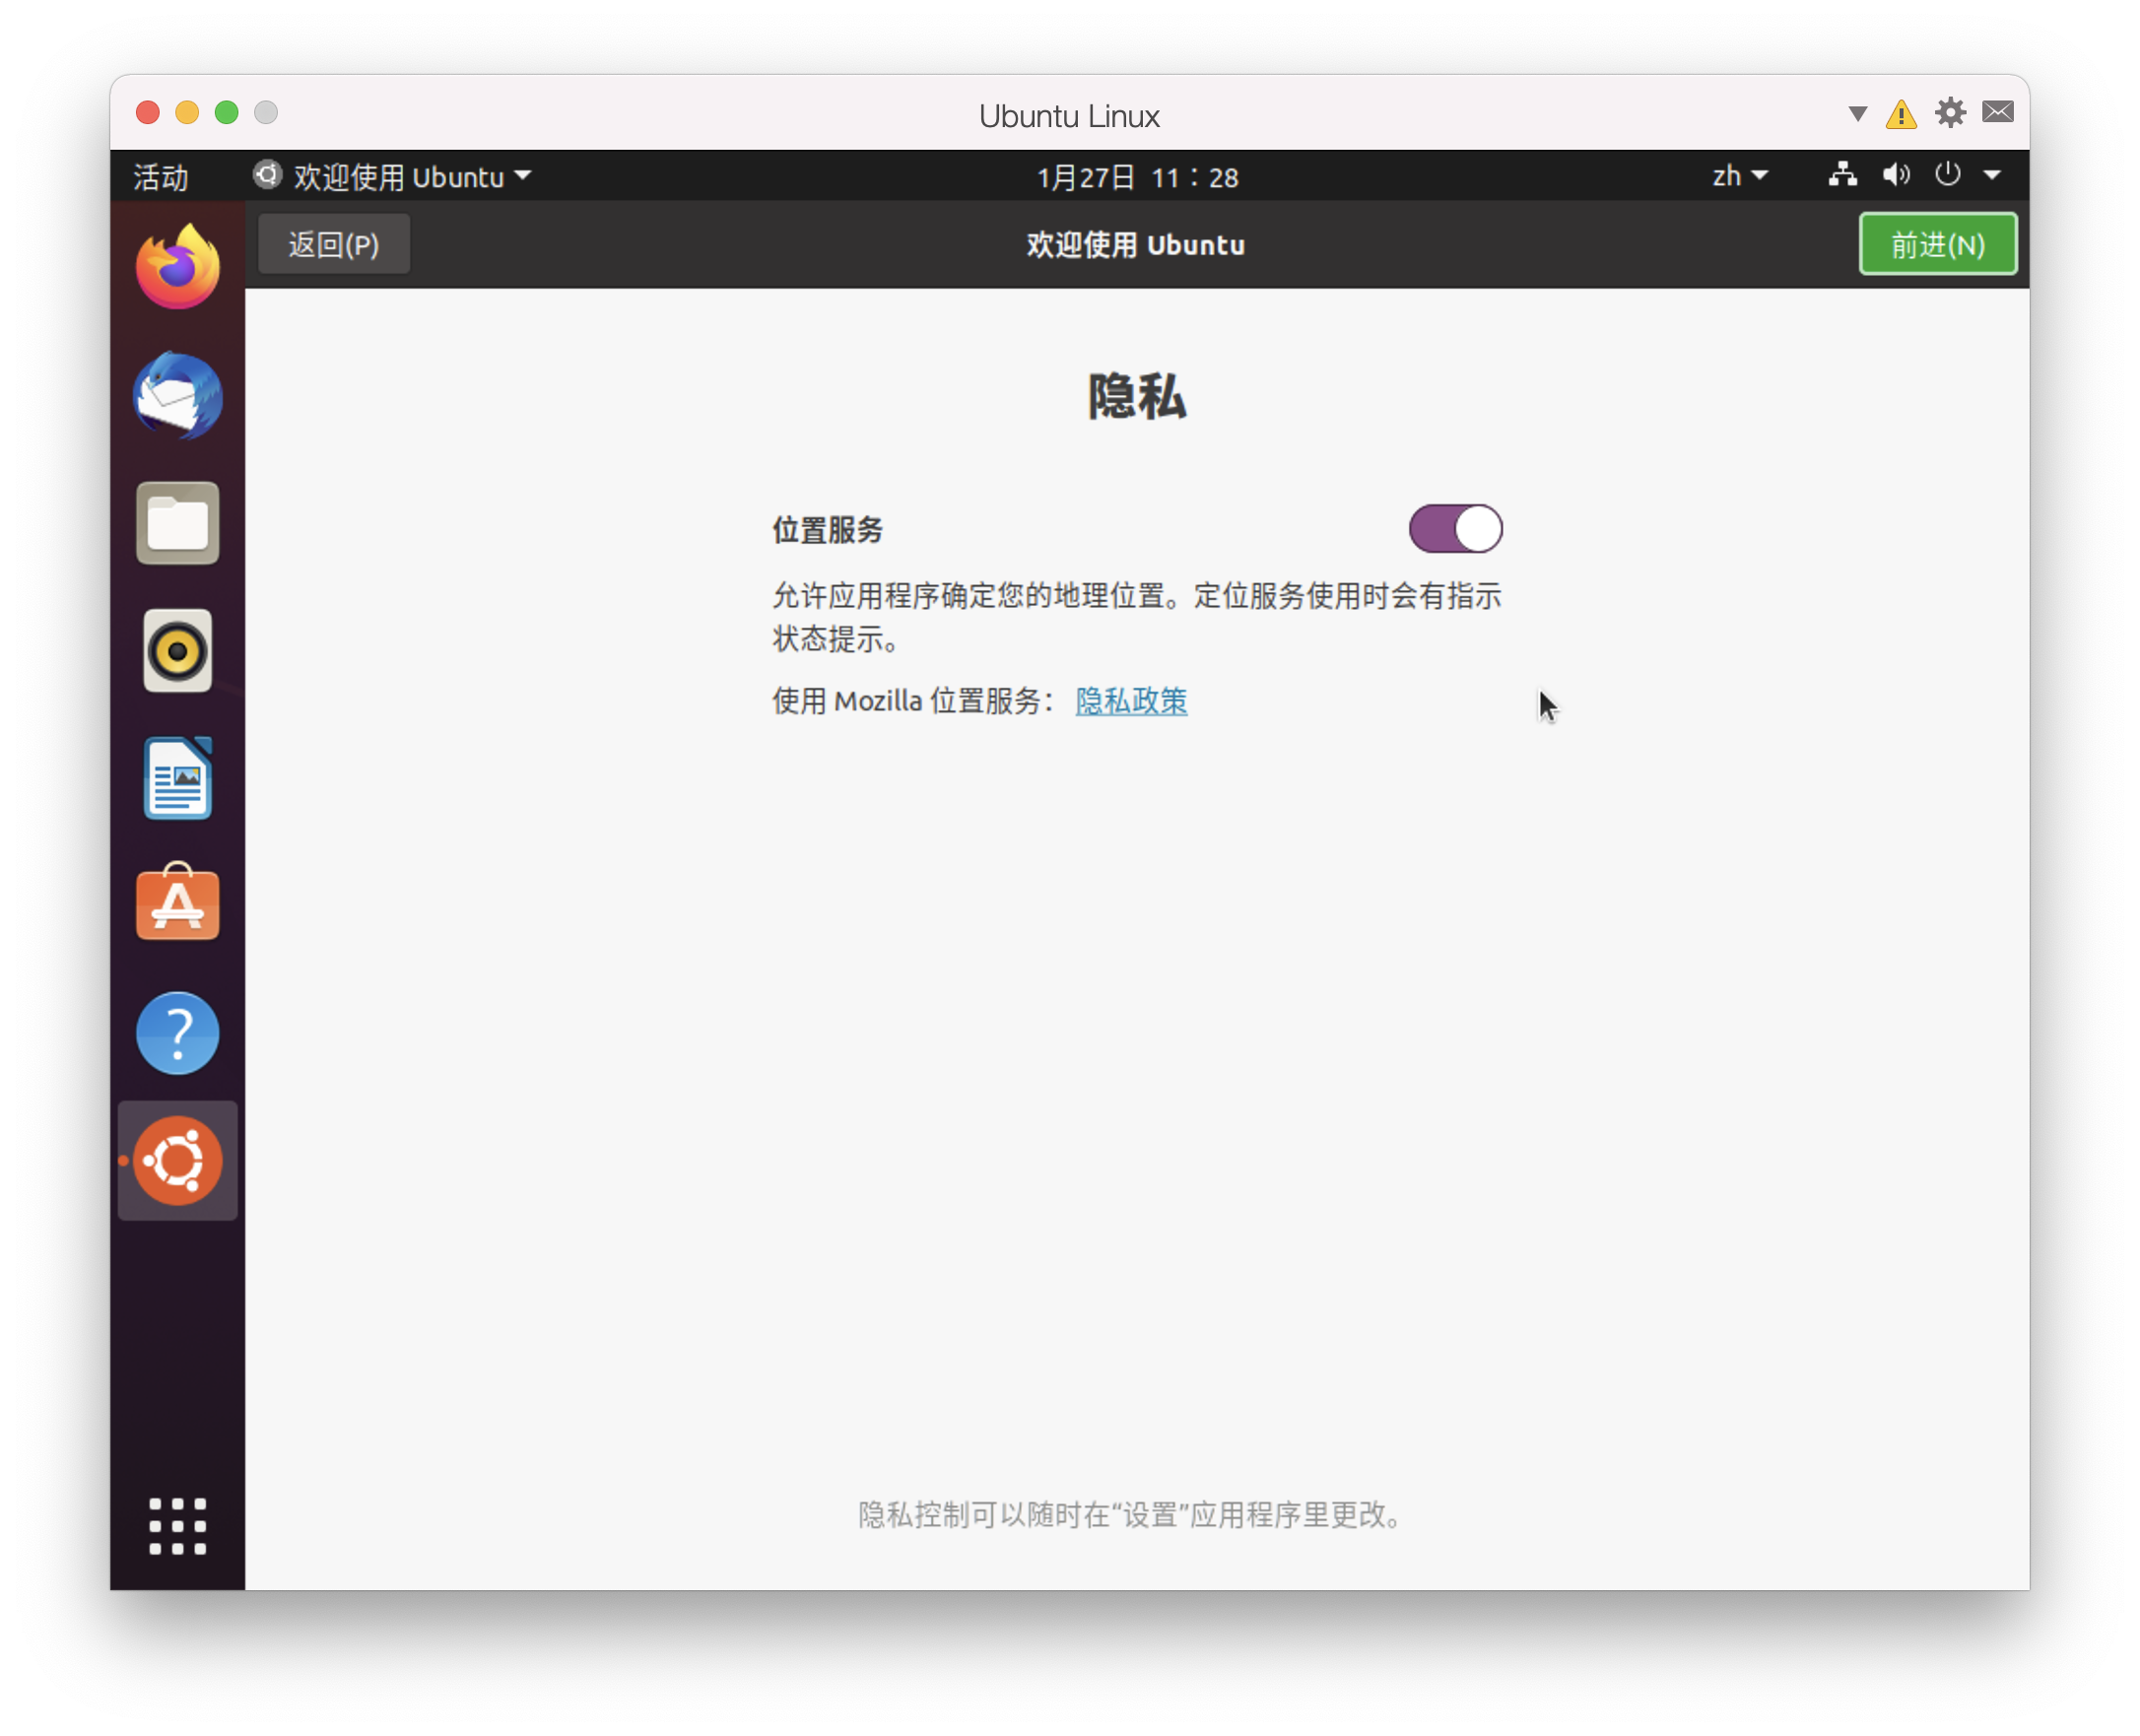 Ubuntu Linux
活动 欢迎使用 Ubuntu 1月27日 11：28 zh
返回(P) 欢迎使用 Ubuntu 前进(N)
隐私
位置服务
允许应用程序确定您的地理位置。定位服务使用时会有指示
状态提示。
使用 Mozilla 位置服务： 隐私政策
隐私控制可以随时在“设置”应用程序里更改。